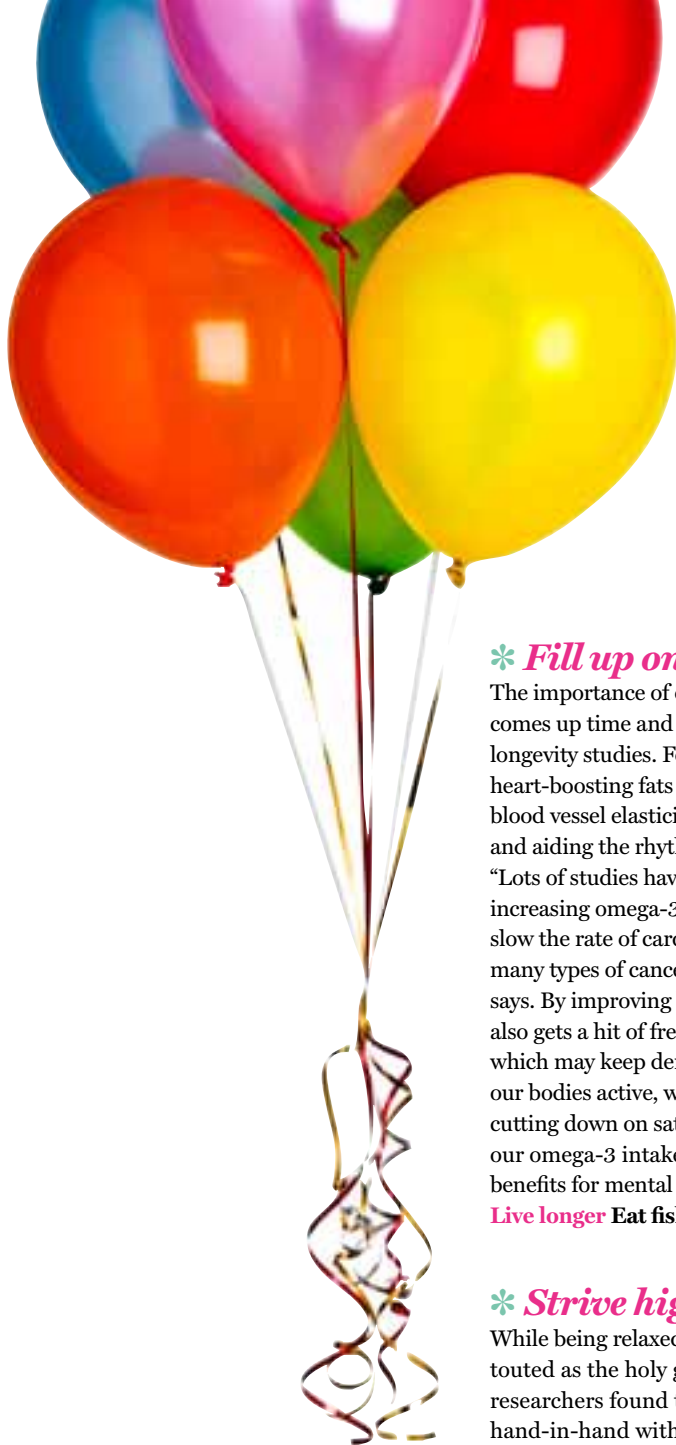 ✻ Fill up on
The importance of
comes up time and
longevity studies.
heart-boosting fats
blood vessel
and aiding the
“Lots of studies
increasing omega-3
slow the rate of
many types of
says. By improving
also gets a hit of
which may keep
our bodies active,
cutting down on
our omega-3 intake
benefits for mental
Live longer Eat
✻ Strive
While being relaxed
touted as the holy
researchers found
hand-in-hand with